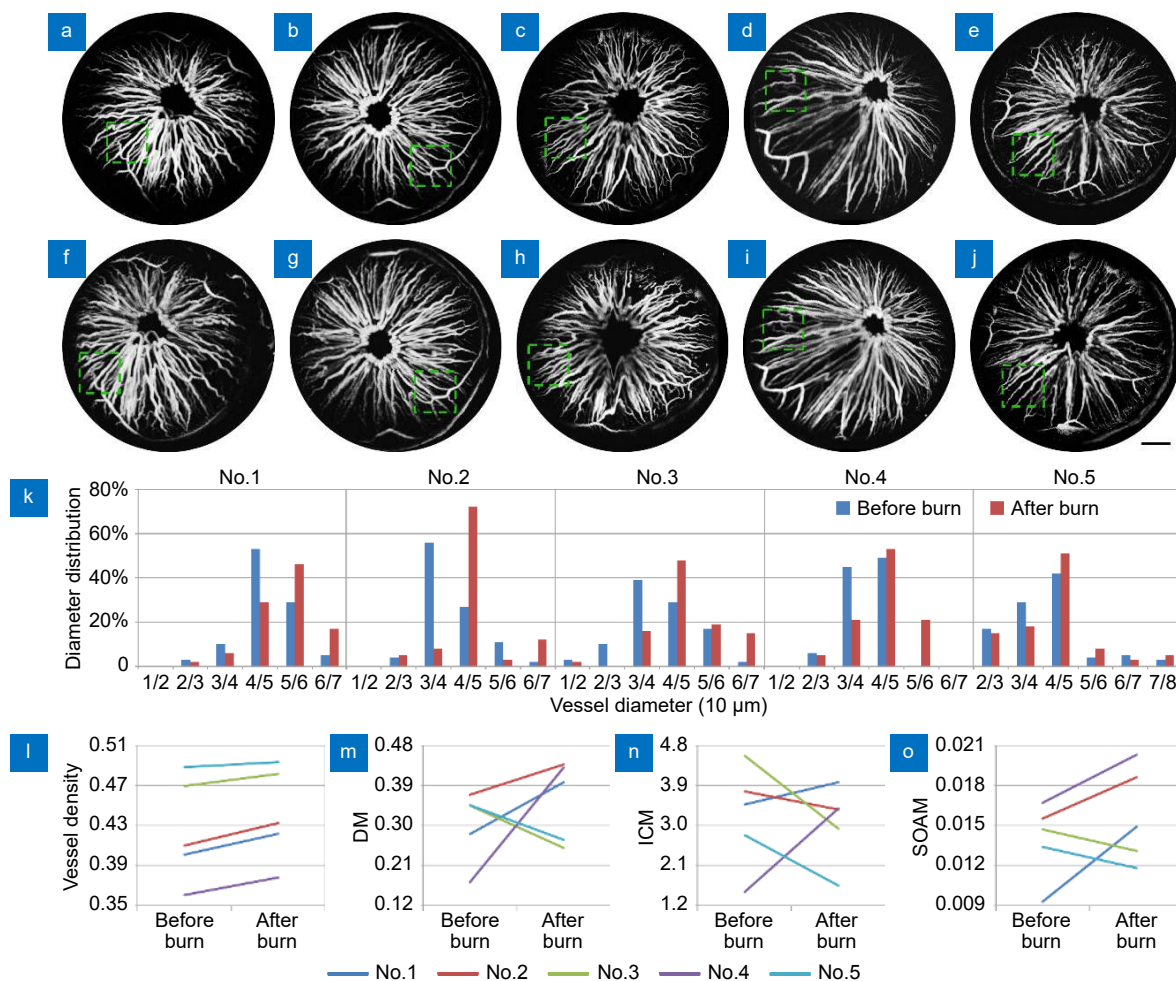 a b c d e
f g h i j
k No.1 No.2 No.3 No.4 No.5
80%
60%
40%
20%
0
Diameter distribution
Before burn After burn
1/2 2/3 3/4 4/5 5/6 6/7 1/2 2/3 3/4 4/5 5/6 6/7 1/2 2/3 3/4 4/5 5/6 6/7 1/2 2/3 3/4 4/5 5/6 6/7 2/3 3/4 4/5 5/6 6/7 7/8
Vessel diameter (10 μm)
l
0.51
0.47
0.43
0.39
0.35
Vessel density
Before After
burn burn
m
0.48
0.39
0.30
0.21
0.12
DM
Before After
burn burn
n
4.8
3.9
3.0
2.1
1.2
ICM
Before After
burn burn
o
0.021
0.018
0.015
0.012
0.009
SOAM
Before After
burn burn
No.1 No.2 No.3 No.4 No.5